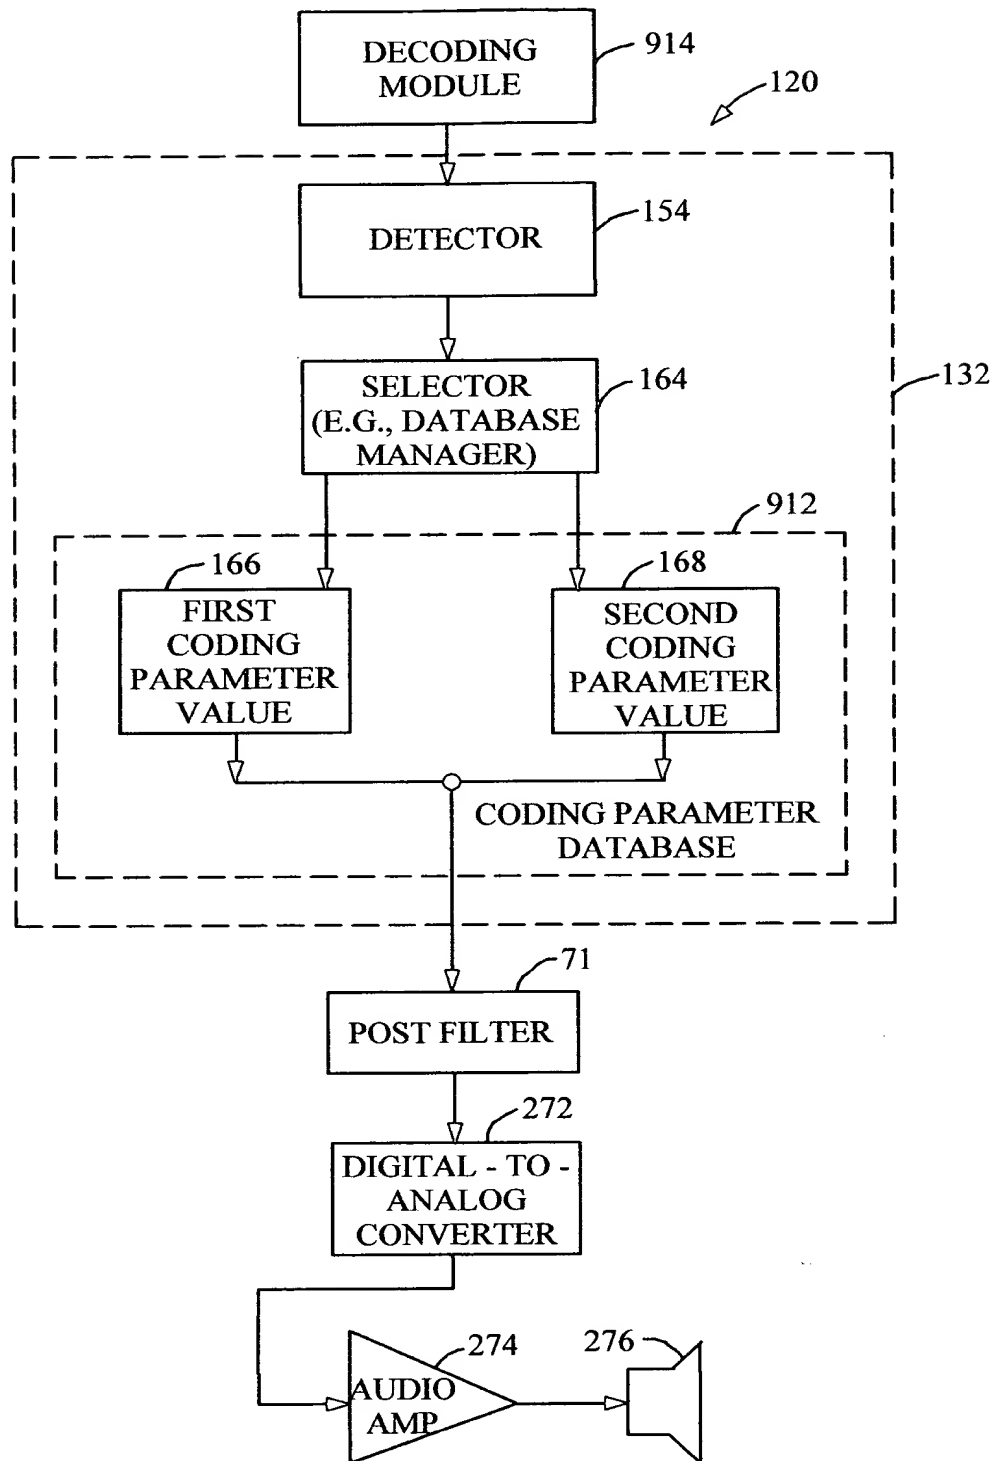 DECODING
MODULE
914
120
DETECTOR
154
SELECTOR
(E.G., DATABASE
MANAGER)
164
132
912
166
168
FIRST
CODING
PARAMETER
VALUE
SECOND
CODING
PARAMETER
VALUE
CODING PARAMETER
DATABASE
71
POST FILTER
272
DIGITAL - TO -
ANALOG
CONVERTER
274
276
AUDIO
AMP